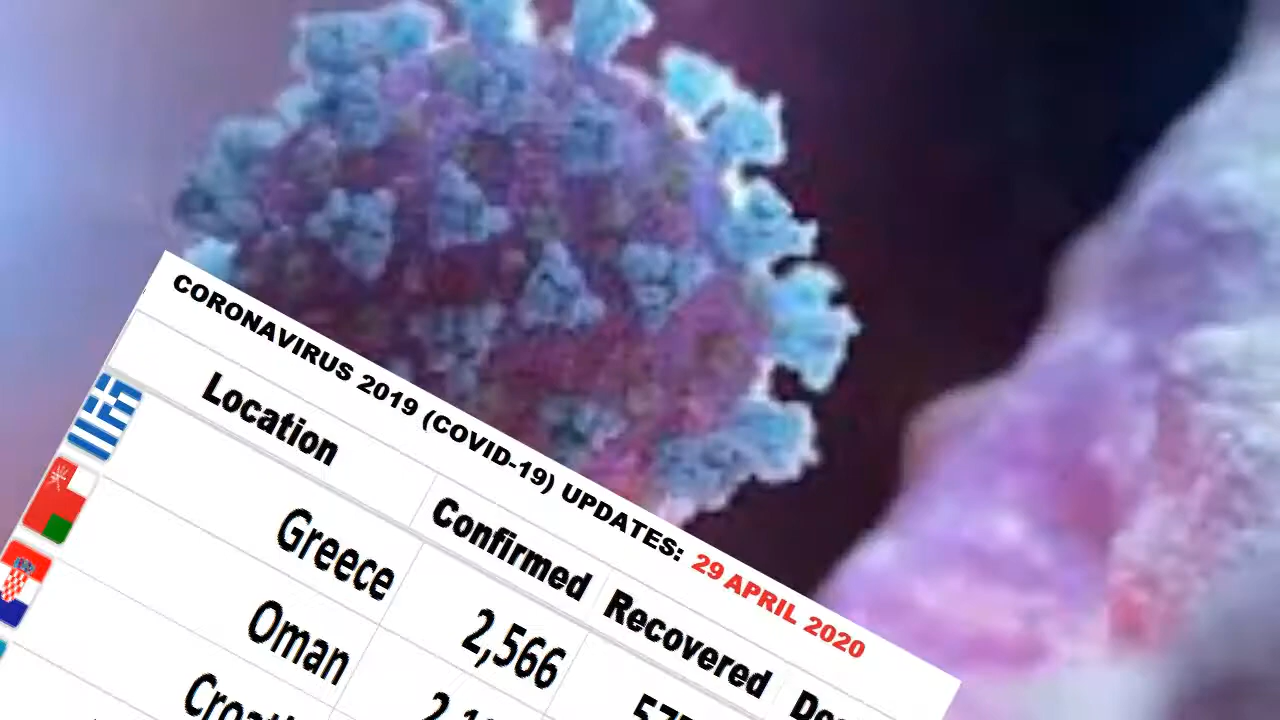 CORONAVIRUS 2019 (COVID-19) UPDATES: 29 APRIL 2020
Location Confirmed Recovered
Greece 2,566
Oman